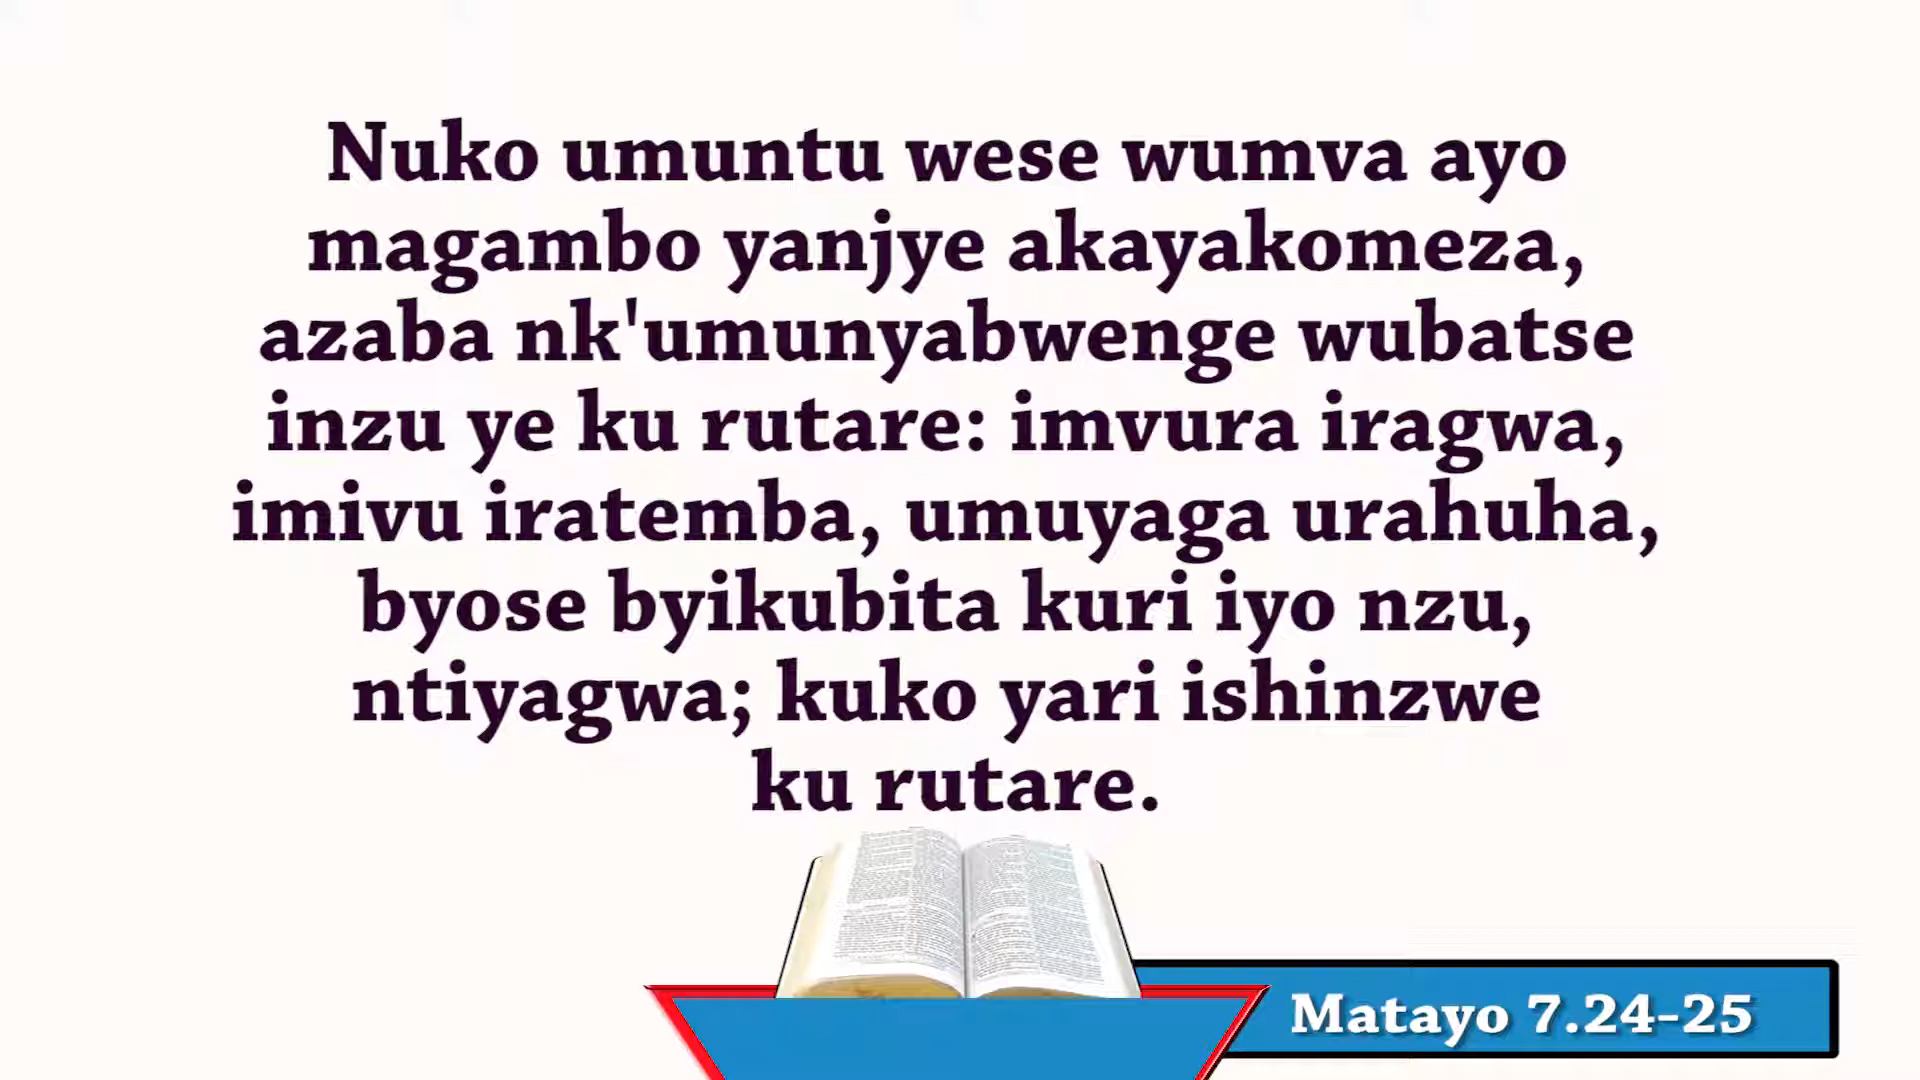 Nuko umuntu wese wumva ayo
magambo yanjye akayakomeza,
azaba nk'umunyabwenge wubatse
inzu ye ku rutare: imvura iragwa,
imivu iratemba, umuyaga urahuha,
byose byikubita kuri iyo nzu,
ntiyagwa; kuko yari ishinzwe
ku rutare.
Matayo 7.24-25